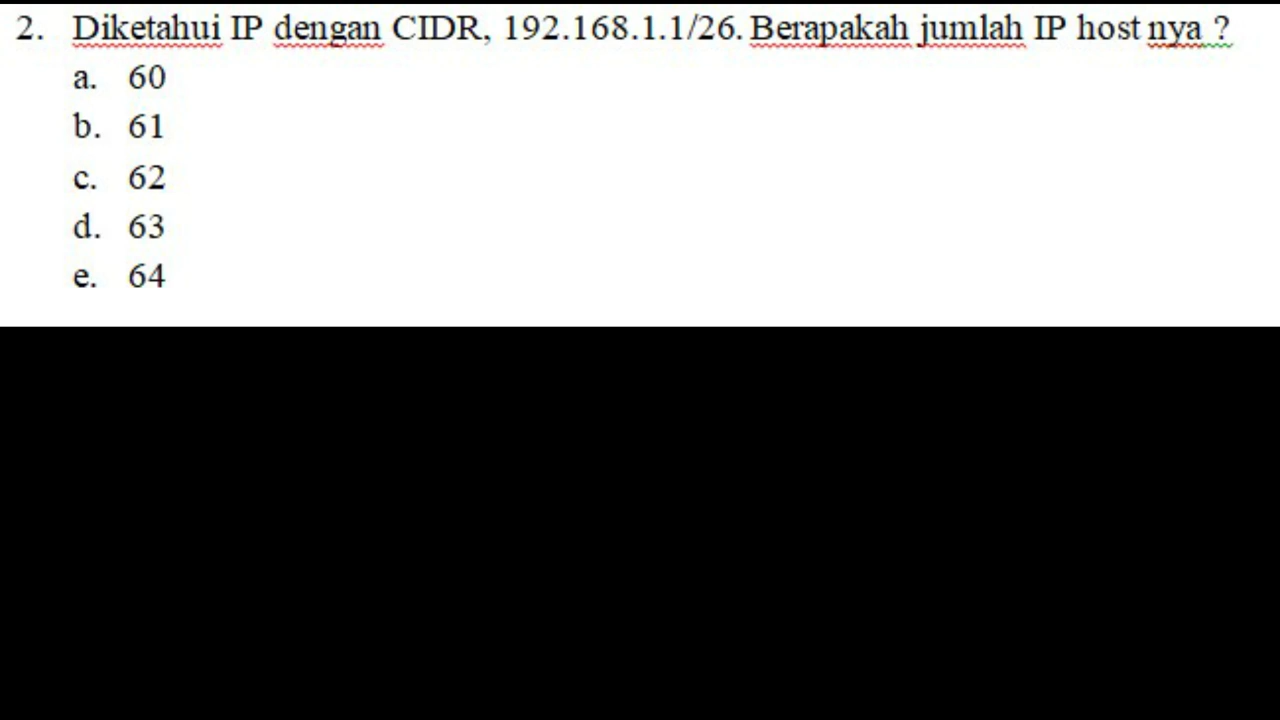 2. Diketahui IP dengan CIDR, 192.168.1.1/26. Berapakah jumlah IP host nya ?
a. 60
b. 61
c. 62
d. 63
e. 64